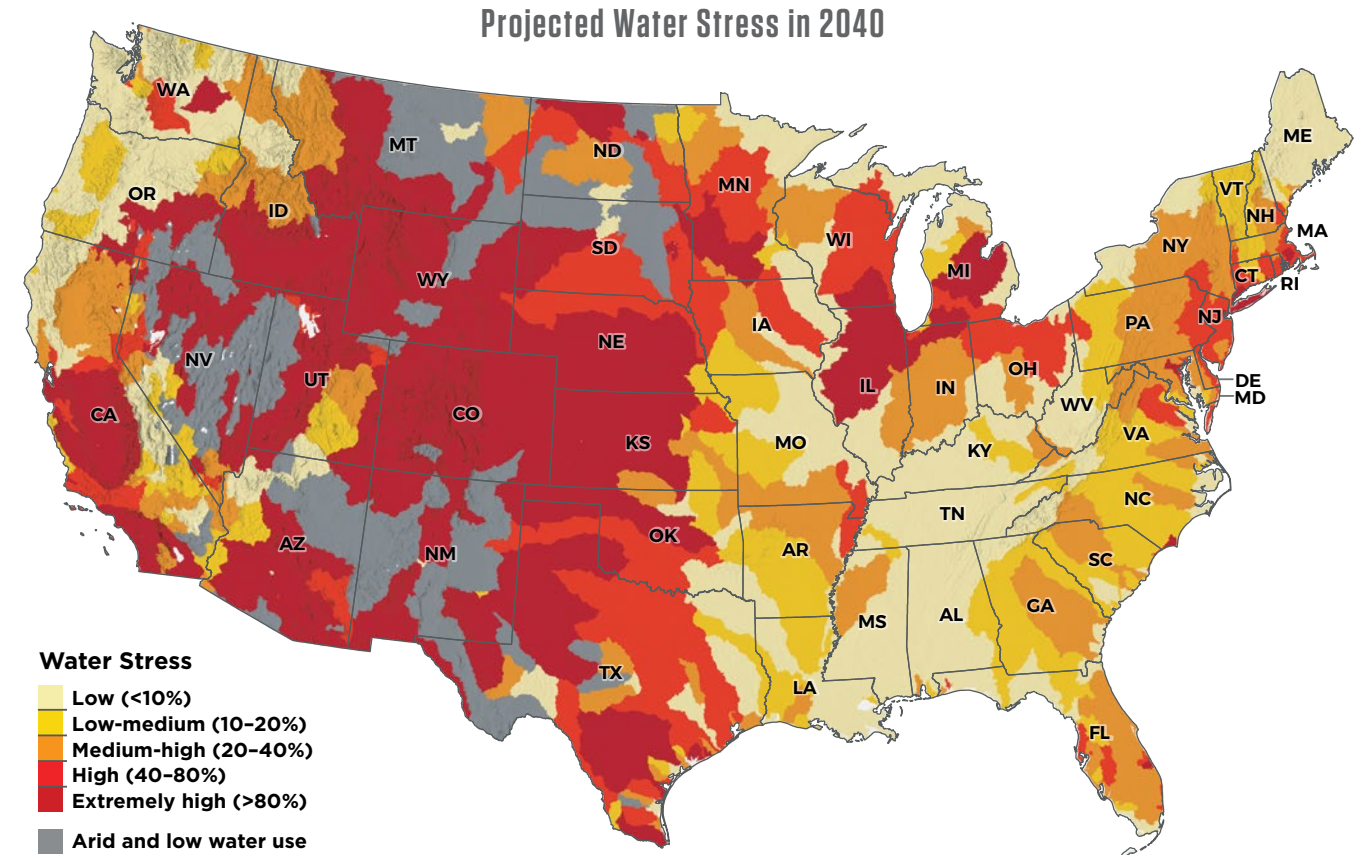 Projected Water Stress in 2040
WA
MT
ND
MN
ME
OR
ID
SD
WI
MI
VT
NH
NY
MA
CT
RI
WY
NV
UT
NE
IA
IL
IN
OH
PA
NJ
DE
MD
CA
CO
KS
MO
KY
WV
VA
AZ
NM
OK
AR
TN
NC
SC
TX
LA
MS
AL
GA
FL
Water Stress
Low (<10%)
Low-medium (10–20%)
Medium-high (20–40%)
High (40–80%)
Extremely high (>80%)
Arid and low water use